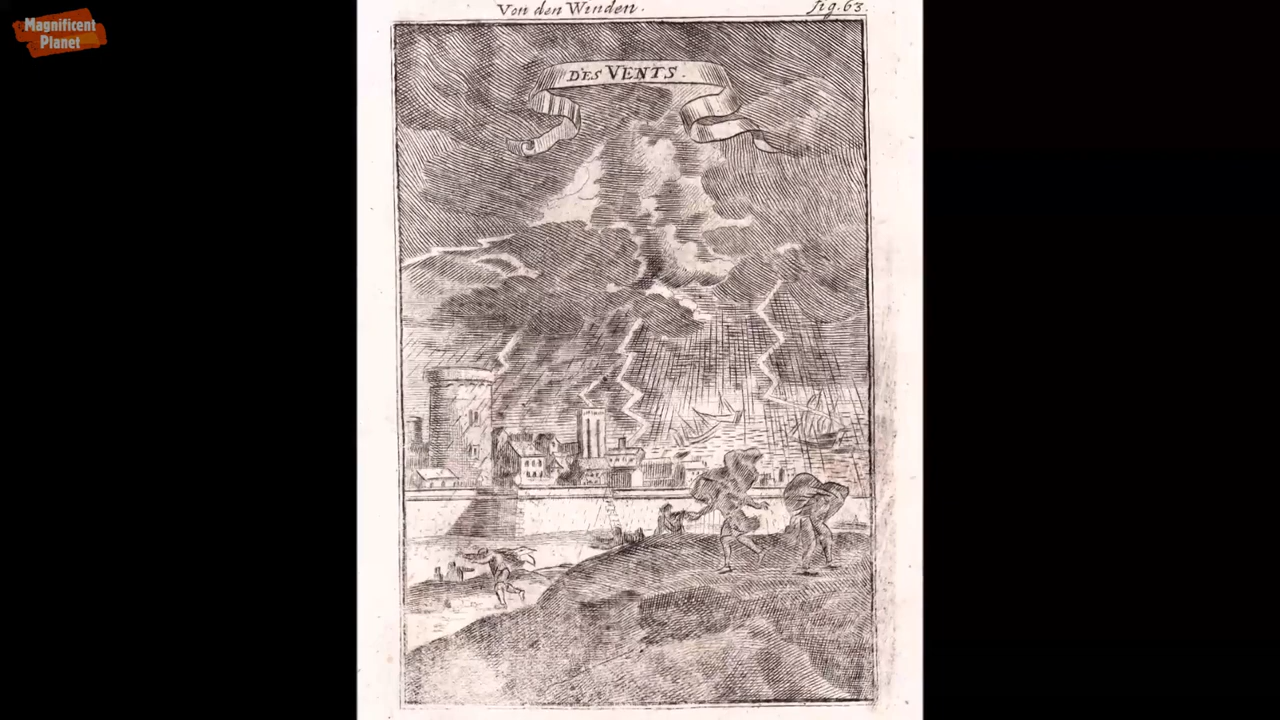 Magnificent
Planet
Von den Winden.
fig. 63.
DES VENTS.